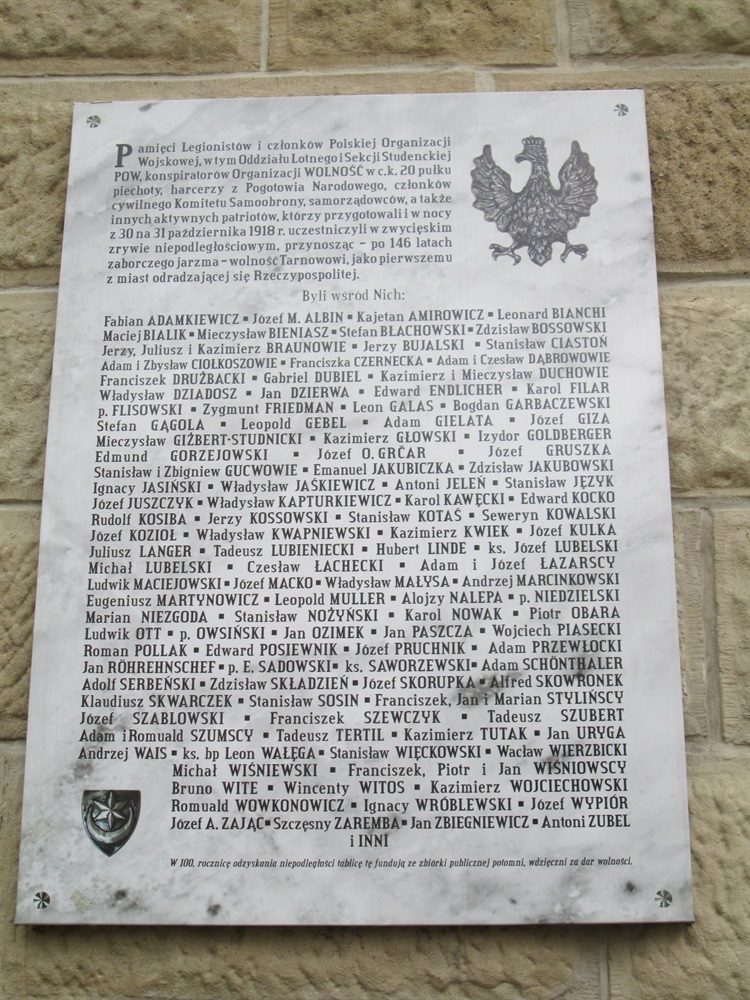 Pamięci Legionistów i członków Polskiej Organizacji
Wojskowej, w tym Oddziału Lotnego i Sekcji Studenckiej
POW, konspiratorów Organizacji WOLNOŚĆ w c.k. 20 pułku
piechoty, harcerzy z Pogotowia Narodowego, członków
cywilnego Komitetu Samoobrony, samorządowców, a także
innych aktywnych patriotów, którzy przygotowali i w nocy
z 30 na 31 października 1918 r. uczestniczyli w zwycięskim
zrywie niepodległościowym, przynosząc – po 146 latach
zaborczego jarzma – wolność Tarnowowi, jako pierwszemu
z miast odradzającej się Rzeczypospolitej.
Byli wśród Nich:
Fabian ADAMKIEWICZ ▪ Józef M. ALBIN ▪ Kajetan AMIROWICZ ▪ Leonard BIANCHI
Maciej BIALIK ▪ Mieczysław BIENIASZ ▪ Stefan BŁACHOWSKI ▪ Zdzisław BOSSOWSKI
Jerzy, Juliusz i Kazimierz BRAUNOWIE ▪ Jerzy BUJALSKI ▪ Stanisław CIASTOŃ
Adam i Zbysław CIOŁKOSZOWIE ▪ Franciszka CZERNECKA ▪ Adam i Czesław DĄBROWOWIE
Franciszek DRUŻBACKI ▪ Gabriel DUBIEL ▪ Kazimierz i Mieczysław DUCHOWIE
Władysław DZIADOSZ ▪ Jan DZIERWA ▪ Edward ENDLICHER ▪ Karol FILAR
p. FLISOWSKI ▪ Zygmunt FRIEDMAN ▪ Leon GALAS ▪ Bogdan GARBACZEWSKI
Stefan GĄGOLA ▪ Leopold GEBEL ▪ Adam GIELATA ▪ Józef GIZA
Mieczysław GIŻBERT-STUDNICKI ▪ Kazimierz GŁOWSKI ▪ Izydor GOLDBERGER
Edmund GORZEJOWSKI ▪ Józef O. GRČAR ▪ Józef GRUSZKA
Stanisław i Zbigniew GUCWOWIE ▪ Emanuel JAKUBICZKA ▪ Zdzisław JAKUBOWSKI
Ignacy JASIŃSKI ▪ Władysław JAŚKIEWICZ ▪ Antoni JELEŃ ▪ Stanisław JĘZYK
Józef JUSZCZYK ▪ Władysław KAPTURKIEWICZ ▪ Karol KAWĘCKI ▪ Edward KOCKO
Rudolf KOSIBA ▪ Jerzy KOSSOWSKI ▪ Stanisław KOTAŚ ▪ Seweryn KOWALSKI
Józef KOZIOŁ ▪ Władysław KWAPNIEWSKI ▪ Kazimierz KWIEK ▪ Józef KULKA
Juliusz LANGER ▪ Tadeusz LUBIENIECKI ▪ Hubert LINDE ▪ ks. Józef LUBELSKI
Michał LUBELSKI ▪ Czesław ŁACHECKI ▪ Adam i Józef ŁAZARSCY
Ludwik MACIEJOWSKI ▪ Józef MACKO ▪ Władysław MAŁYSA ▪ Andrzej MARCINKOWSKI
Eugeniusz MARTYNOWICZ ▪ Leopold MULLER ▪ Alojzy NALEPA ▪ p. NIEDZIELSKI
Marian NIEZGODA ▪ Stanisław NOŻYŃSKI ▪ Karol NOWAK ▪ Piotr OBARA
Ludwik OTT ▪ p. OWSIŃSKI ▪ Jan OZIMEK ▪ Jan PASZCZA ▪ Wojciech PIASECKI
Roman POLLAK ▪ Edward POSIEWNIK ▪ Józef PRUCHNIK ▪ Adam PRZEWŁOCKI
Jan RÖHREHNSCHEF ▪ p. E. SADOWSKI ▪ ks. SAWORZEWSKI ▪ Adam SCHÖNTHALER
Adolf SERBEŃSKI ▪ Zdzisław SKŁADZIEŃ ▪ Józef SKORUPKA ▪ Alfred SKOWRONEK
Klaudiusz SKWARCZEK ▪ Stanisław SOSIN ▪ Franciszek, Jan i Marian STYLIŃSCY
Józef SZABLOWSKI ▪ Franciszek SZEWCZYK ▪ Tadeusz SZUBERT
Adam i Romuald SZUMSCY ▪ Tadeusz TERTIL ▪ Kazimierz TUTAK ▪ Jan URYGA
Andrzej WAIS ▪ ks. bp Leon WAŁĘGA ▪ Stanisław WIĘCKOWSKI ▪ Wacław WIERZBICKI
Michał WIŚNIEWSKI ▪ Franciszek, Piotr i Jan WIŚNIOWSCY
Bruno WITE ▪ Wincenty WITOS ▪ Kazimierz WOJCIECHOWSKI
Romuald WOWKONOWICZ ▪ Ignacy WRÓBLEWSKI ▪ Józef WYPIÓR
Józef A. ZAJĄC ▪ Szczęsny ZAREMBA ▪ Jan ZBIEGNIEWICZ ▪ Antoni ZUBEL
i INNI
W 100. rocznicę odzyskania niepodległości tablicę tę fundują ze zbiórki publicznej potomni, wdzięczni za dar wolności.